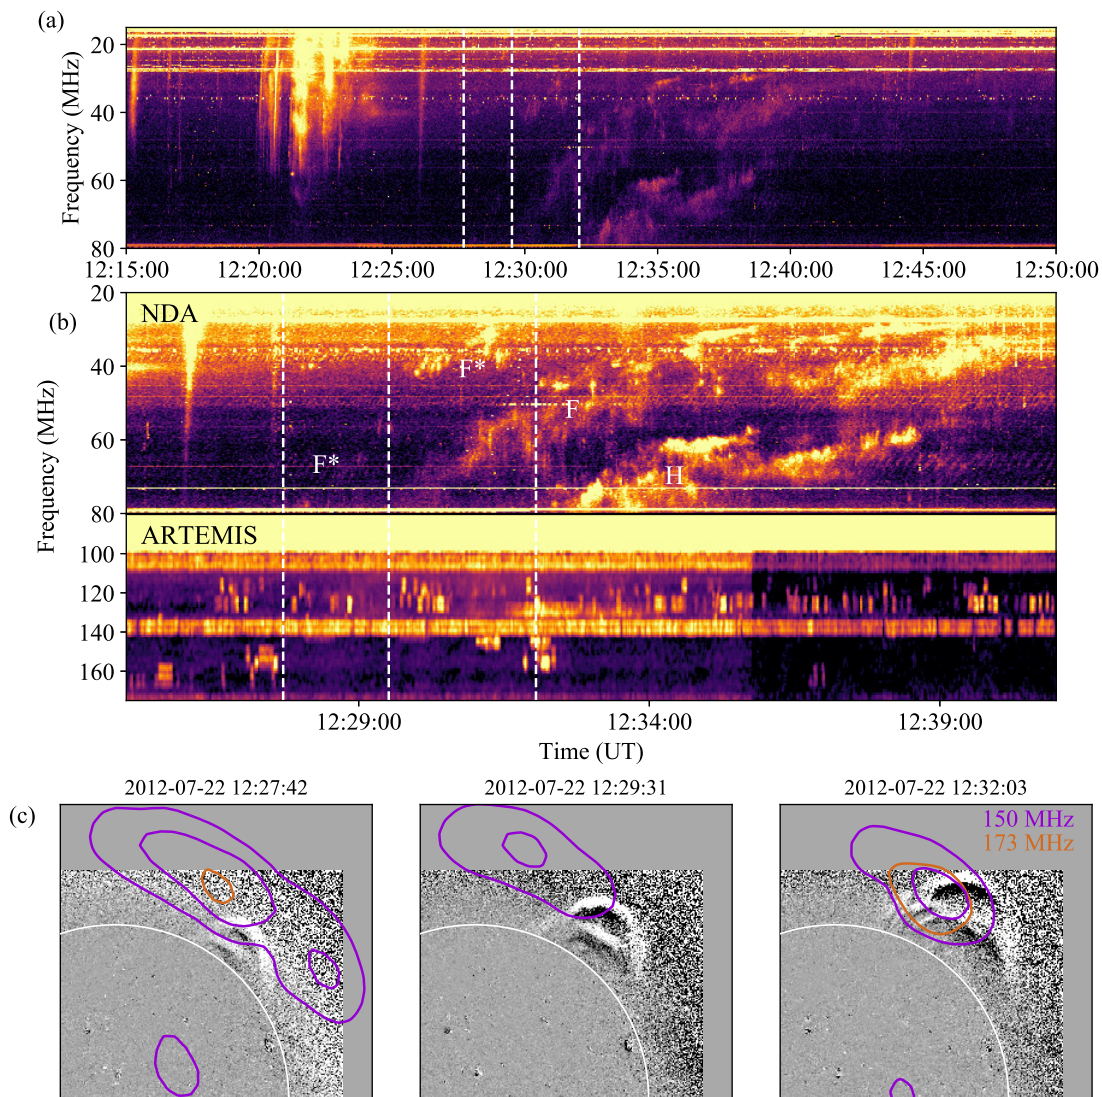 (a)
Frequency (MHz)
20
40
60
80
12:15:00 12:20:00 12:25:00 12:30:00 12:35:00 12:40:00 12:45:00 12:50:00
(b)
Frequency (MHz)
20
40
60
80
NDA
F*
F
F*
H
ARTEMIS
100
120
140
160
12:29:00 12:34:00 12:39:00
Time (UT)
(c)
2012-07-22 12:27:42 2012-07-22 12:29:31 2012-07-22 12:32:03
150 MHz
173 MHz